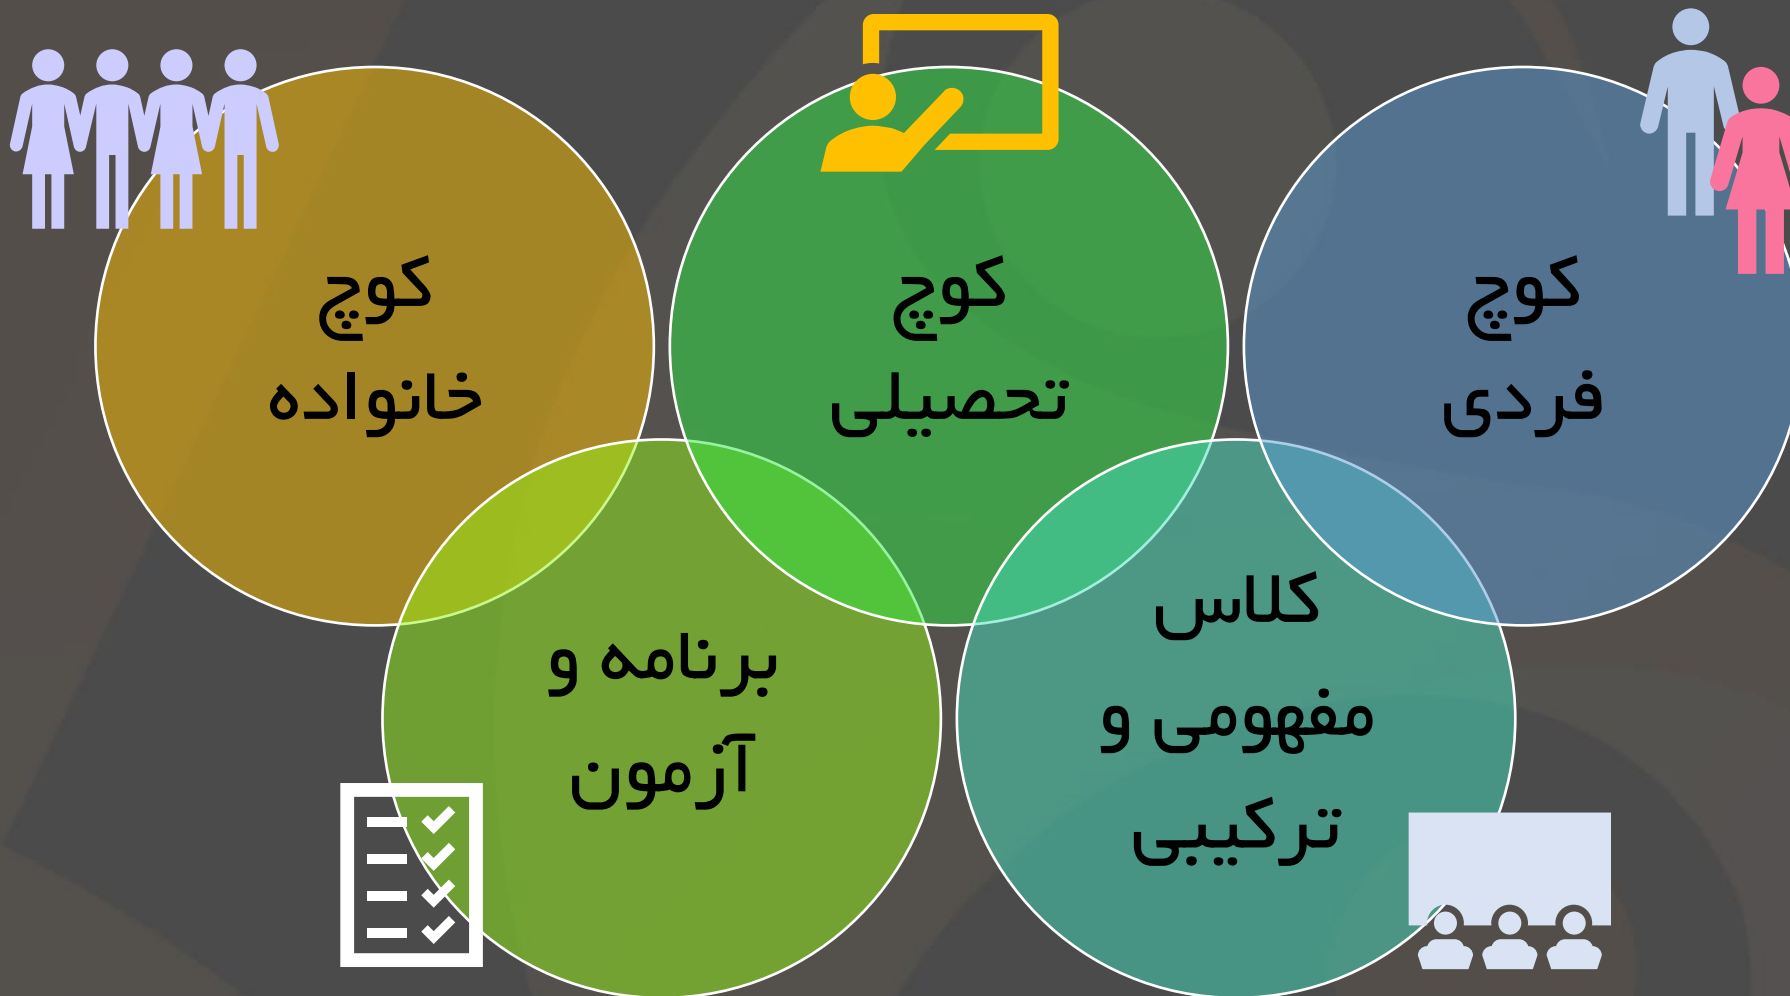 کوچ
فردی
کوچ
تحصیلی
کوچ
خانواده
کلاس
مفهومی و
ترکیبی
برنامه و
آزمون